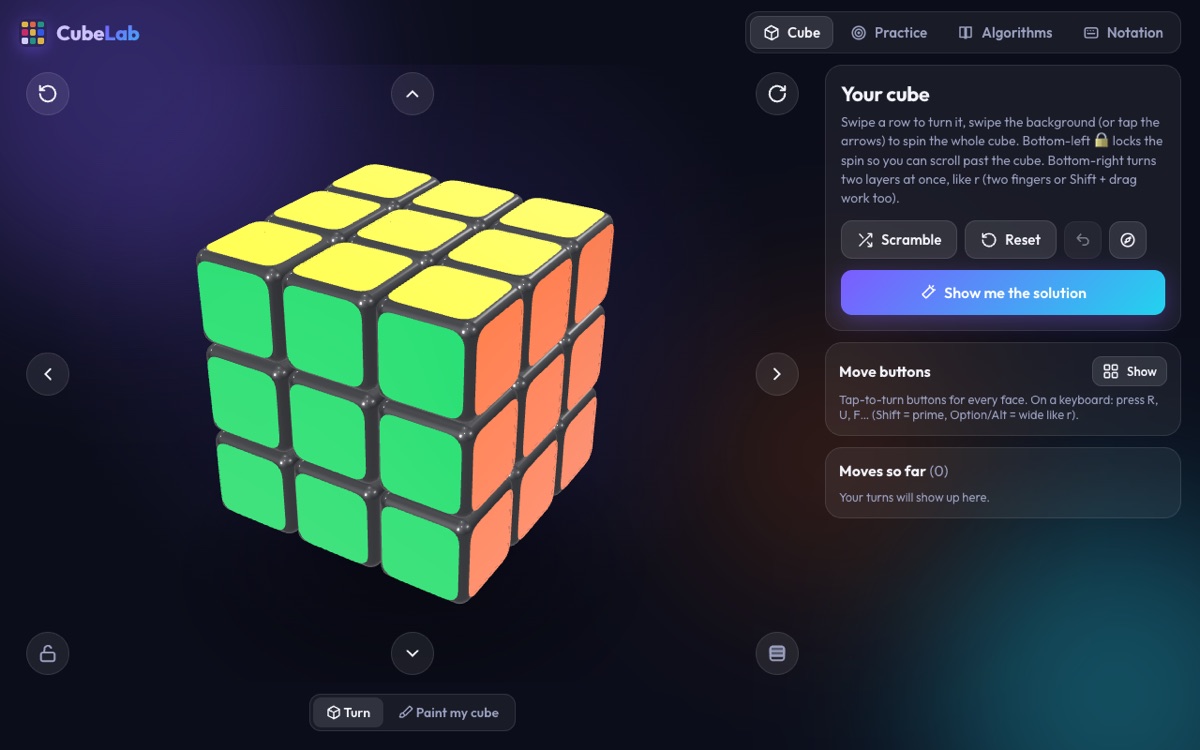 CubeLab
Cube
Practice
Algorithms
Notation
Your cube
Swipe a row to turn it, swipe the background (or tap the
arrows) to spin the whole cube. Bottom-left 🔒 locks the
spin so you can scroll past the cube. Bottom-right turns
two layers at once, like r (two fingers or Shift + drag
work too).
Scramble
Reset
Show me the solution
Move buttons
Show
Tap-to-turn buttons for every face. On a keyboard: press R,
U, F... (Shift = prime, Option/Alt = wide like r).
Moves so far (0)
Your turns will show up here.
Turn
Paint my cube